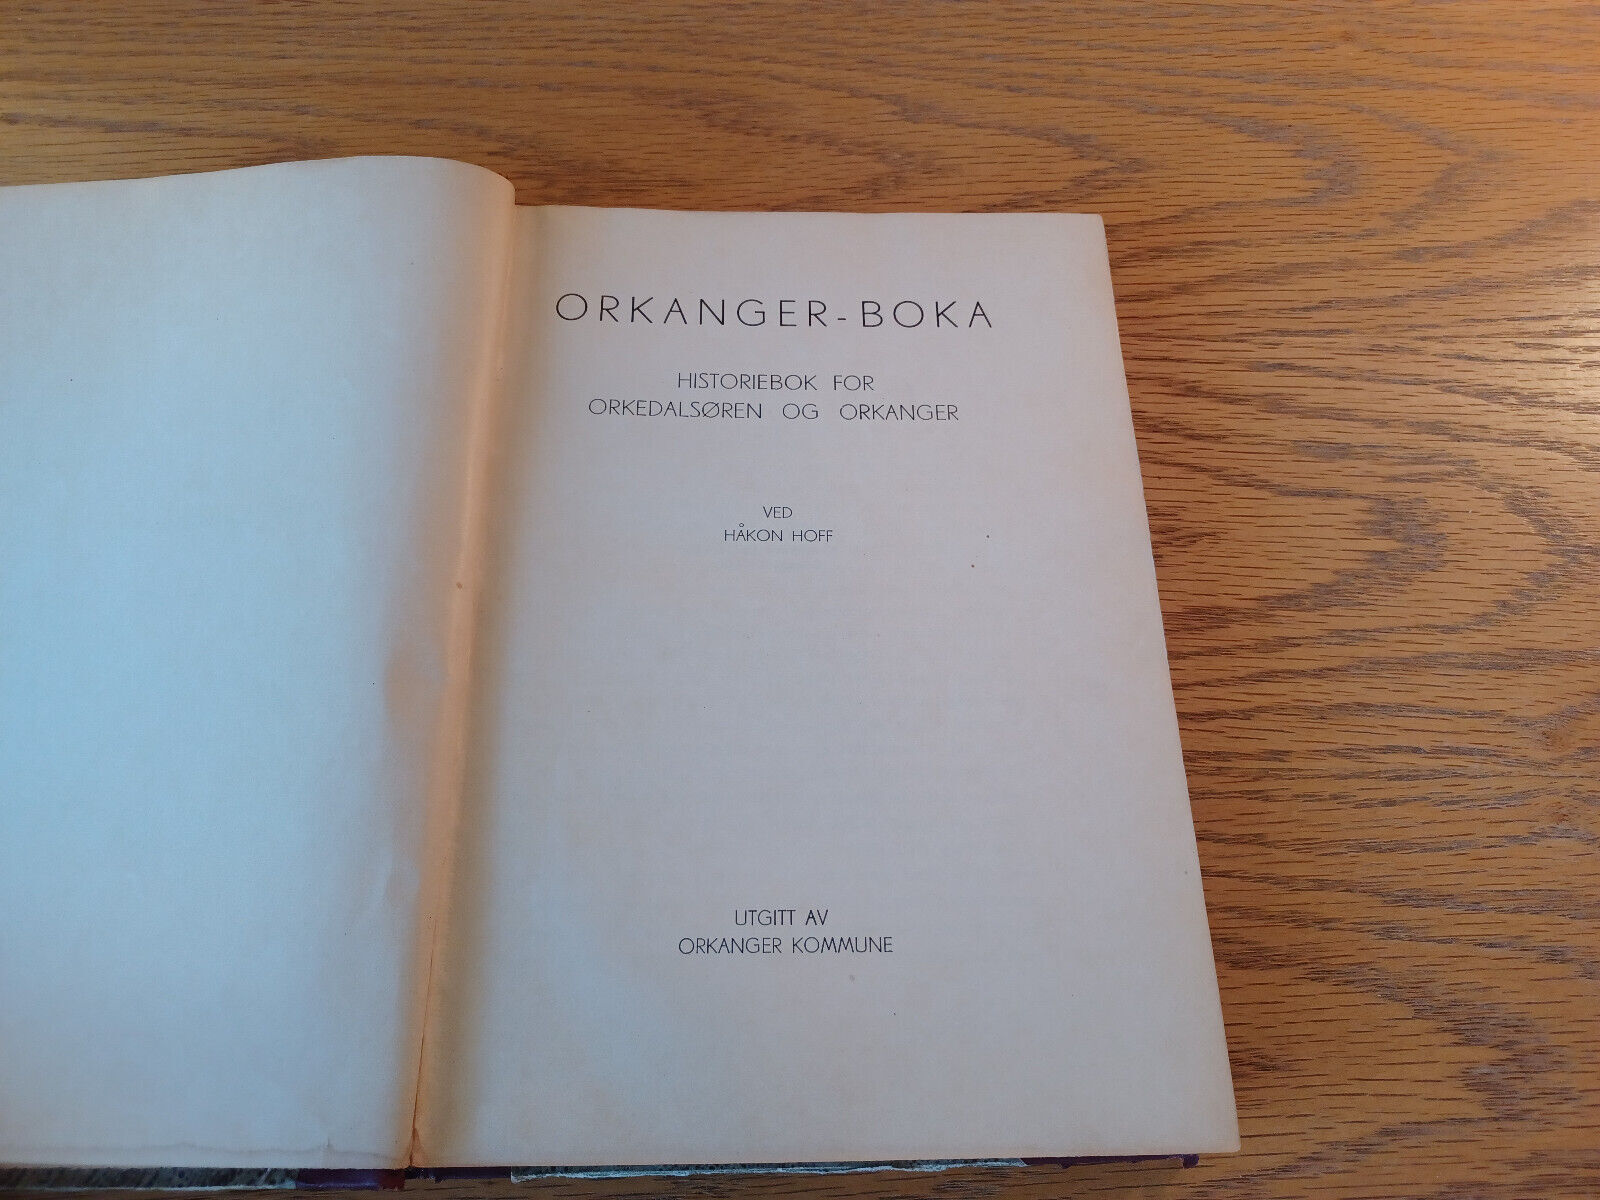 ORKANGER-BOKA
HISTORIEBOK FOR
ORKEDALSØREN OG ORKANGER
VED
HÅKON HOFF
UTGITT AV
ORKANGER KOMMUNE